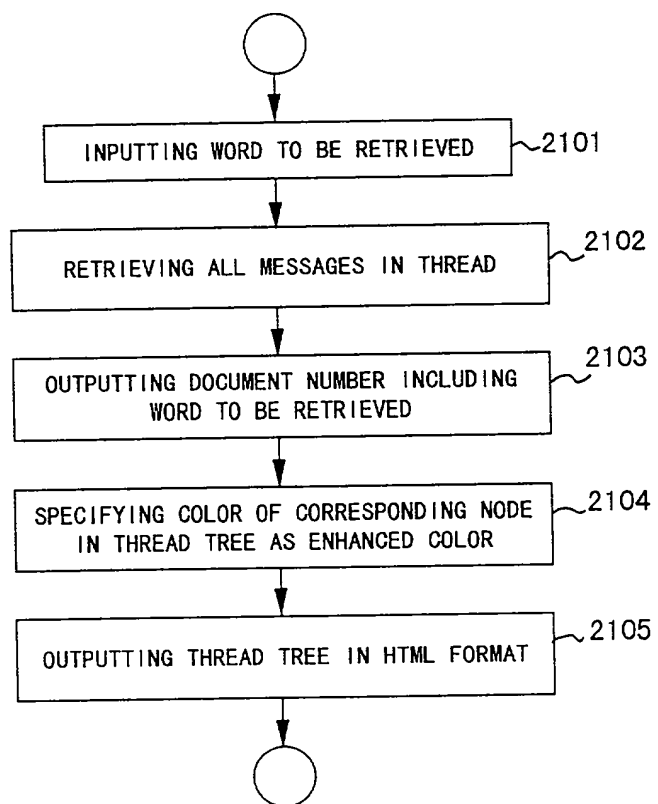 INPUTTING WORD TO BE RETRIEVED
2101
RETRIEVING ALL MESSAGES IN THREAD
2102
OUTPUTTING DOCUMENT NUMBER INCLUDING
WORD TO BE RETRIEVED
2103
SPECIFYING COLOR OF CORRESPONDING NODE
IN THREAD TREE AS ENHANCED COLOR
2104
OUTPUTTING THREAD TREE IN HTML FORMAT
2105